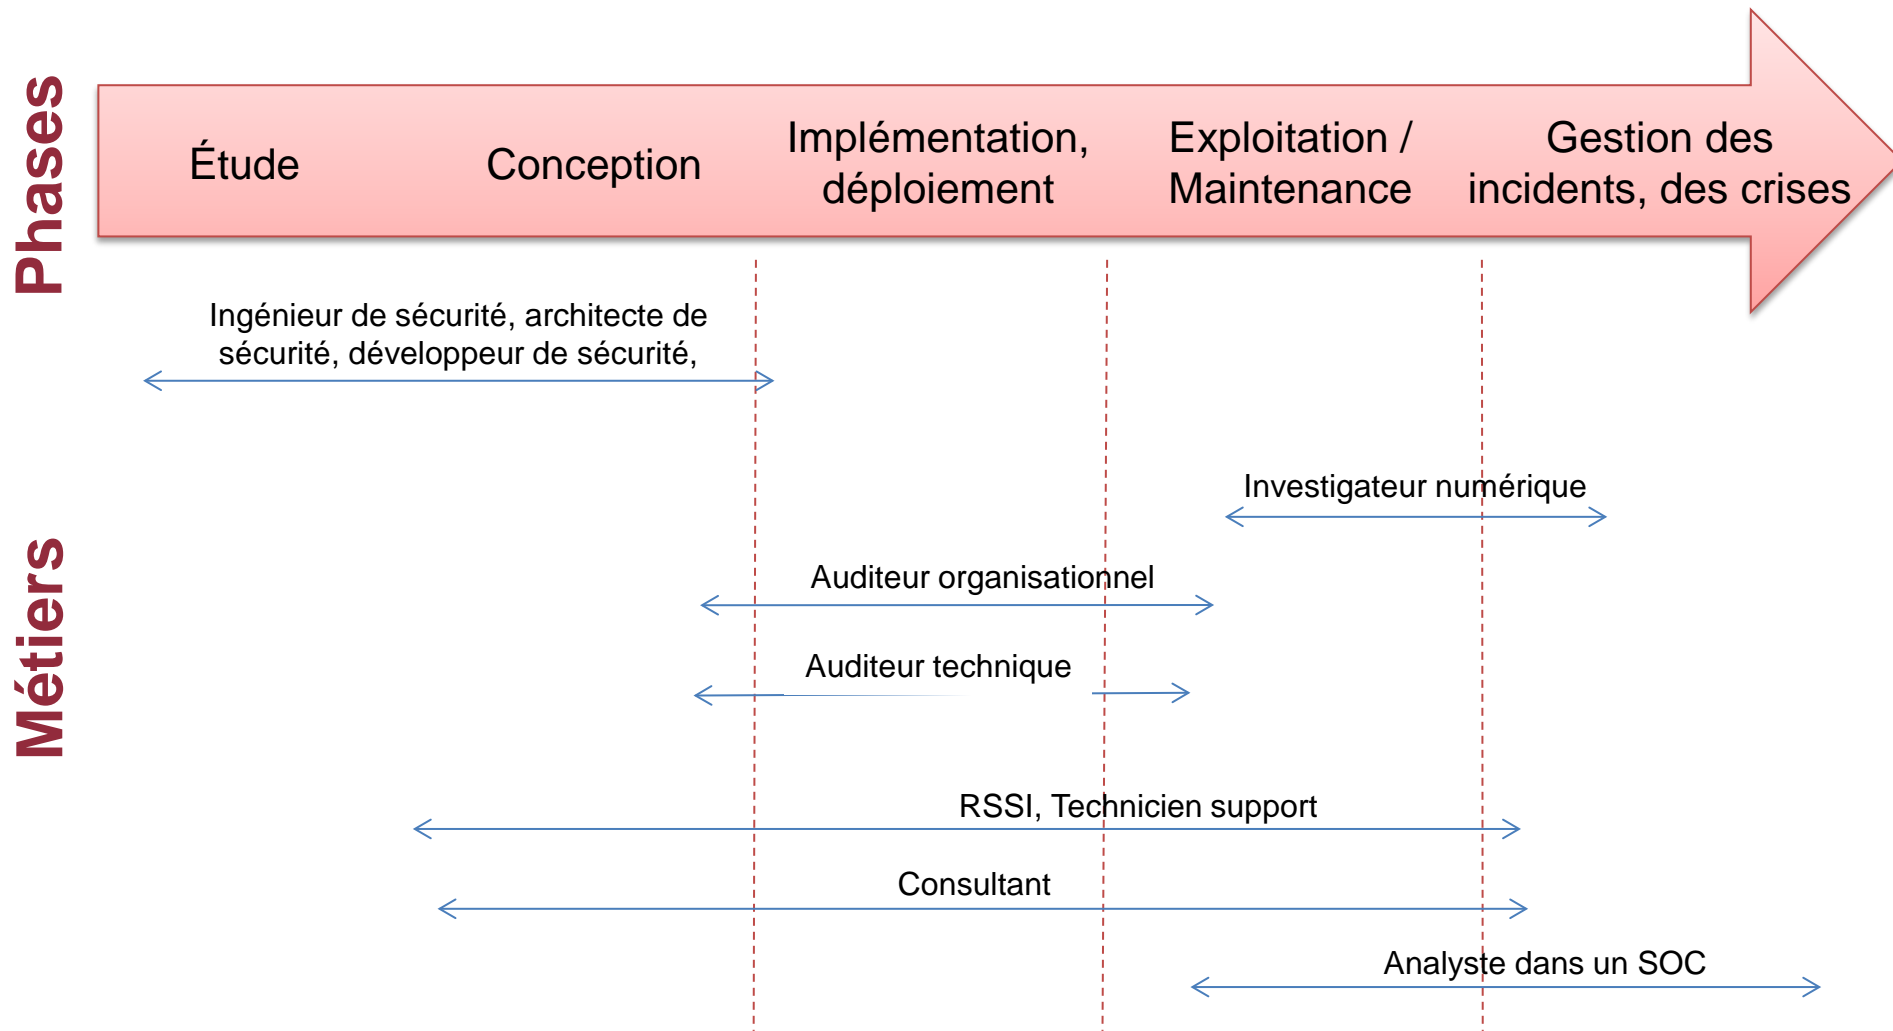 Phases
Étude
Conception
Implémentation,
déploiement
Exploitation /
Maintenance
Gestion des
incidents, des crises
Métiers
Ingénieur de sécurité, architecte de
sécurité, développeur de sécurité,
Investigateur numérique
Auditeur organisationnel
Auditeur technique
RSSI, Technicien support
Consultant
Analyste dans un SOC